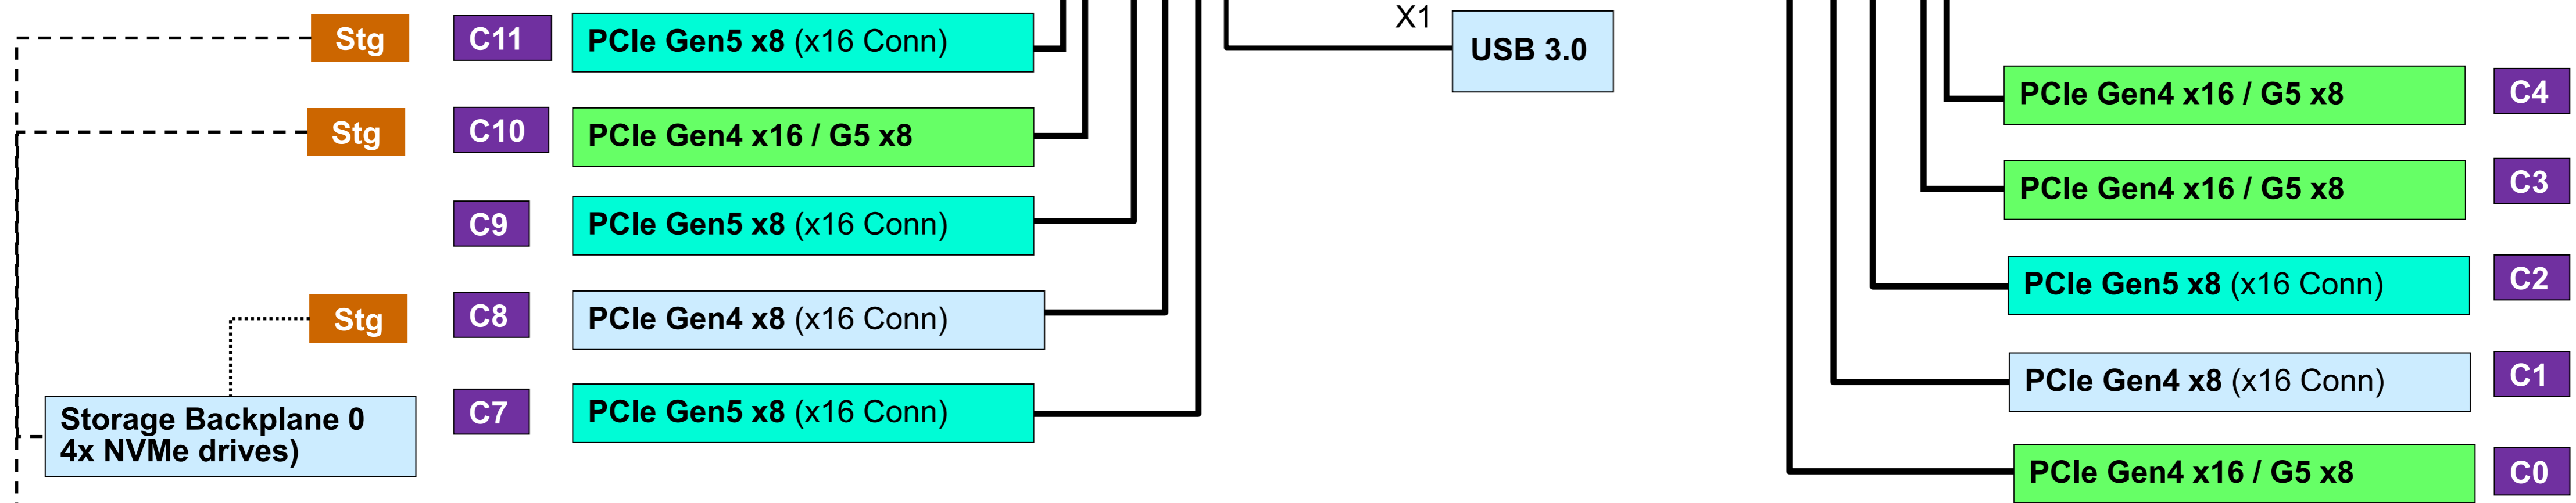 Stg C11 PCIe Gen5 x8 (x16 Conn)
X1
USB 3.0
Stg C10 PCIe Gen4 x16 / G5 x8
C9 PCIe Gen5 x8 (x16 Conn)
Stg C8 PCIe Gen4 x8 (x16 Conn)
C7 PCIe Gen5 x8 (x16 Conn)
Storage Backplane 0
4x NVMe drives)
PCIe Gen4 x16 / G5 x8 C4
PCIe Gen4 x16 / G5 x8 C3
PCIe Gen5 x8 (x16 Conn) C2
PCIe Gen4 x8 (x16 Conn) C1
PCIe Gen4 x16 / G5 x8 C0